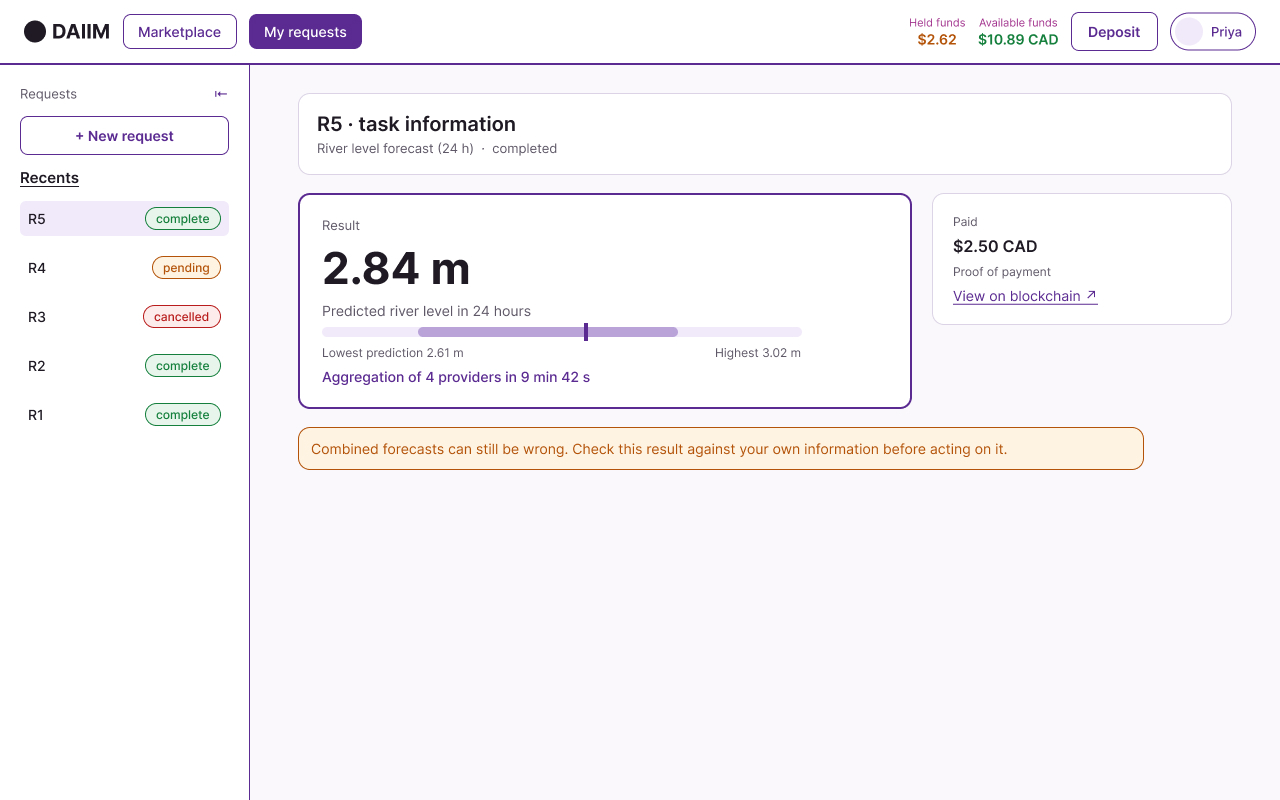 DAIIM
Marketplace
My requests
Held funds
$2.62
Available funds
$10.89 CAD
Deposit
Priya
Requests
+ New request
Recents
R5 complete
R4 pending
R3 cancelled
R2 complete
R1 complete
R5 · task information
River level forecast (24 h) · completed
Result
2.84 m
Predicted river level in 24 hours
Lowest prediction 2.61 m
Highest 3.02 m
Aggregation of 4 providers in 9 min 42 s
Paid
$2.50 CAD
Proof of payment
View on blockchain ↗
Combined forecasts can still be wrong. Check this result against your own information before acting on it.